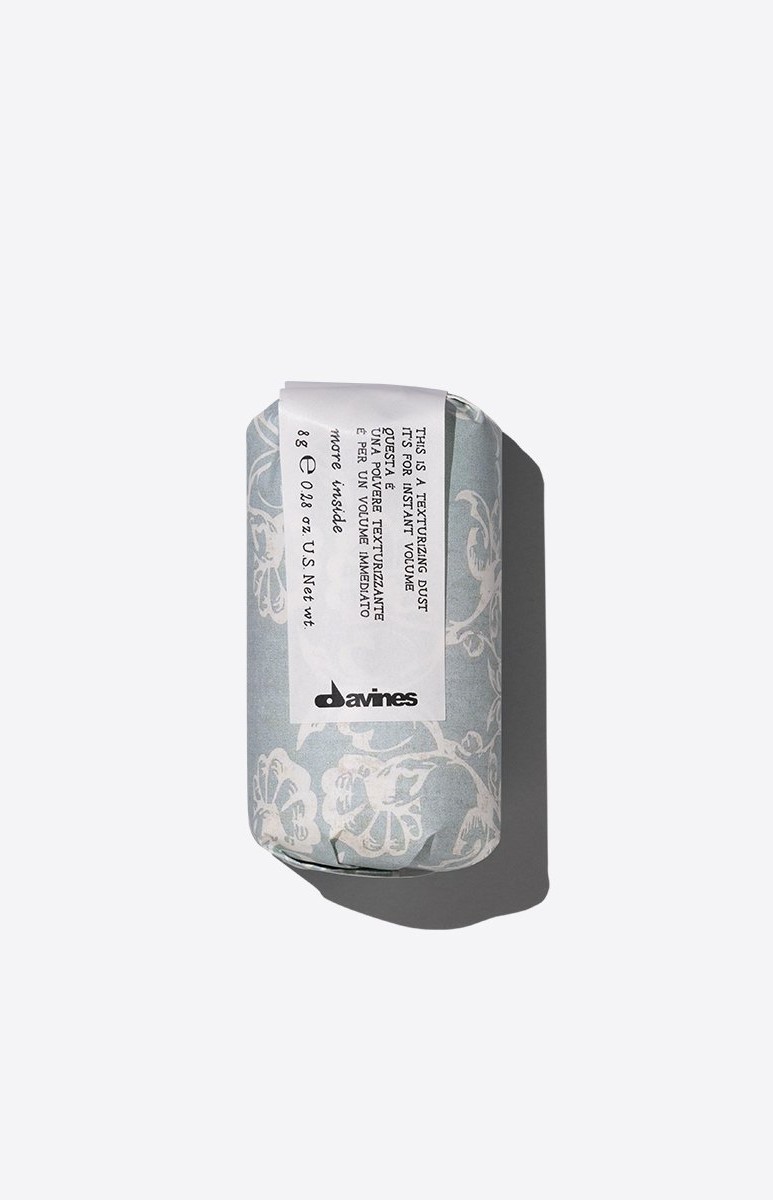 THIS IS A TEXTURIZING DUST
IT'S FOR INSTANT VOLUME
QUESTA È
UNA POLVERE TEXTURIZZANTE
È PER UN VOLUME IMMEDIATO
more inside
8 g ℮ 0.28 oz. U.S. Net wt.
davines